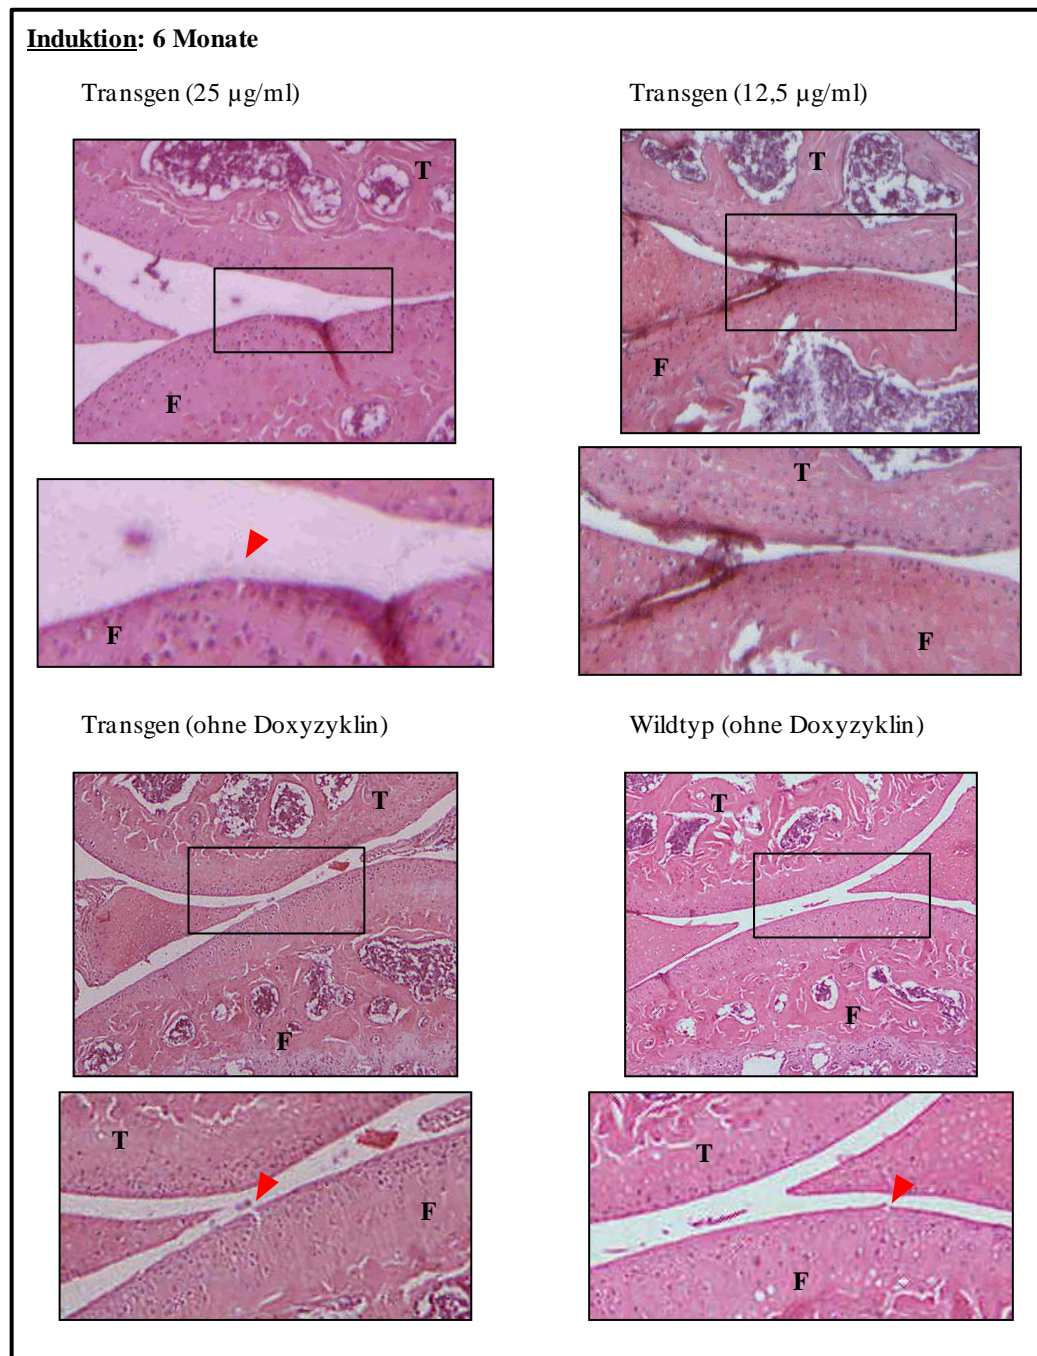 Induktion: 6 Monate
Transgen (25 µg/ml)
Transgen (12,5 µg/ml)
T
T
F
F
T
F
F
Transgen (ohne Doxyzyklin)
Wildtyp (ohne Doxyzyklin)
T
T
F
F
T
T
F
F